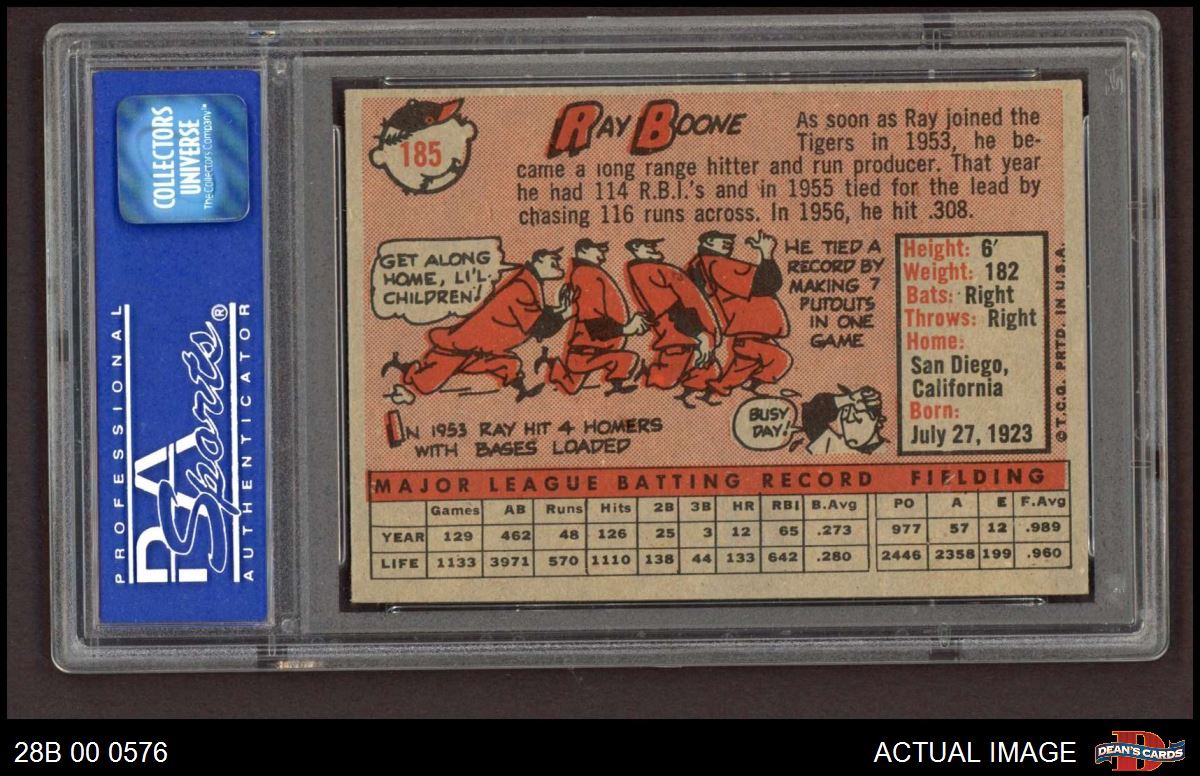 COLLECTORS
UNIVERSE
The Collectors Company™
PROFESSIONAL
PSA Sports®
AUTHENTICATOR
185
RAY BOONE
As soon as Ray joined the
Tigers in 1953, he be-
came a long range hitter and run producer. That year
he had 114 R.B.I.'s and in 1955 tied for the lead by
chasing 116 runs across. In 1956, he hit .308.
GET ALONG
HOME, LI'L
CHILDREN!
HE TIED A
RECORD BY
MAKING 7
PUTOUTS
IN ONE
GAME
IN 1953 RAY HIT 4 HOMERS
WITH BASES LOADED
BUSY
DAY!
Height: 6'
Weight: 182
Bats: Right
Throws: Right
Home:
San Diego,
California
Born:
July 27, 1923
©T.C.G. PRTD. IN U.S.A.
MAJOR LEAGUE BATTING RECORD FIELDING
Games AB Runs Hits 2B 3B HR RBI B.Avg PO A E F.Avg
YEAR 129 462 48 126 25 3 12 65 .273 977 57 12 .989
LIFE 1133 3971 570 1110 138 44 133 642 .280 2446 2358 199 .960
28B 00 0576
ACTUAL IMAGE
DEAN'S CARDS